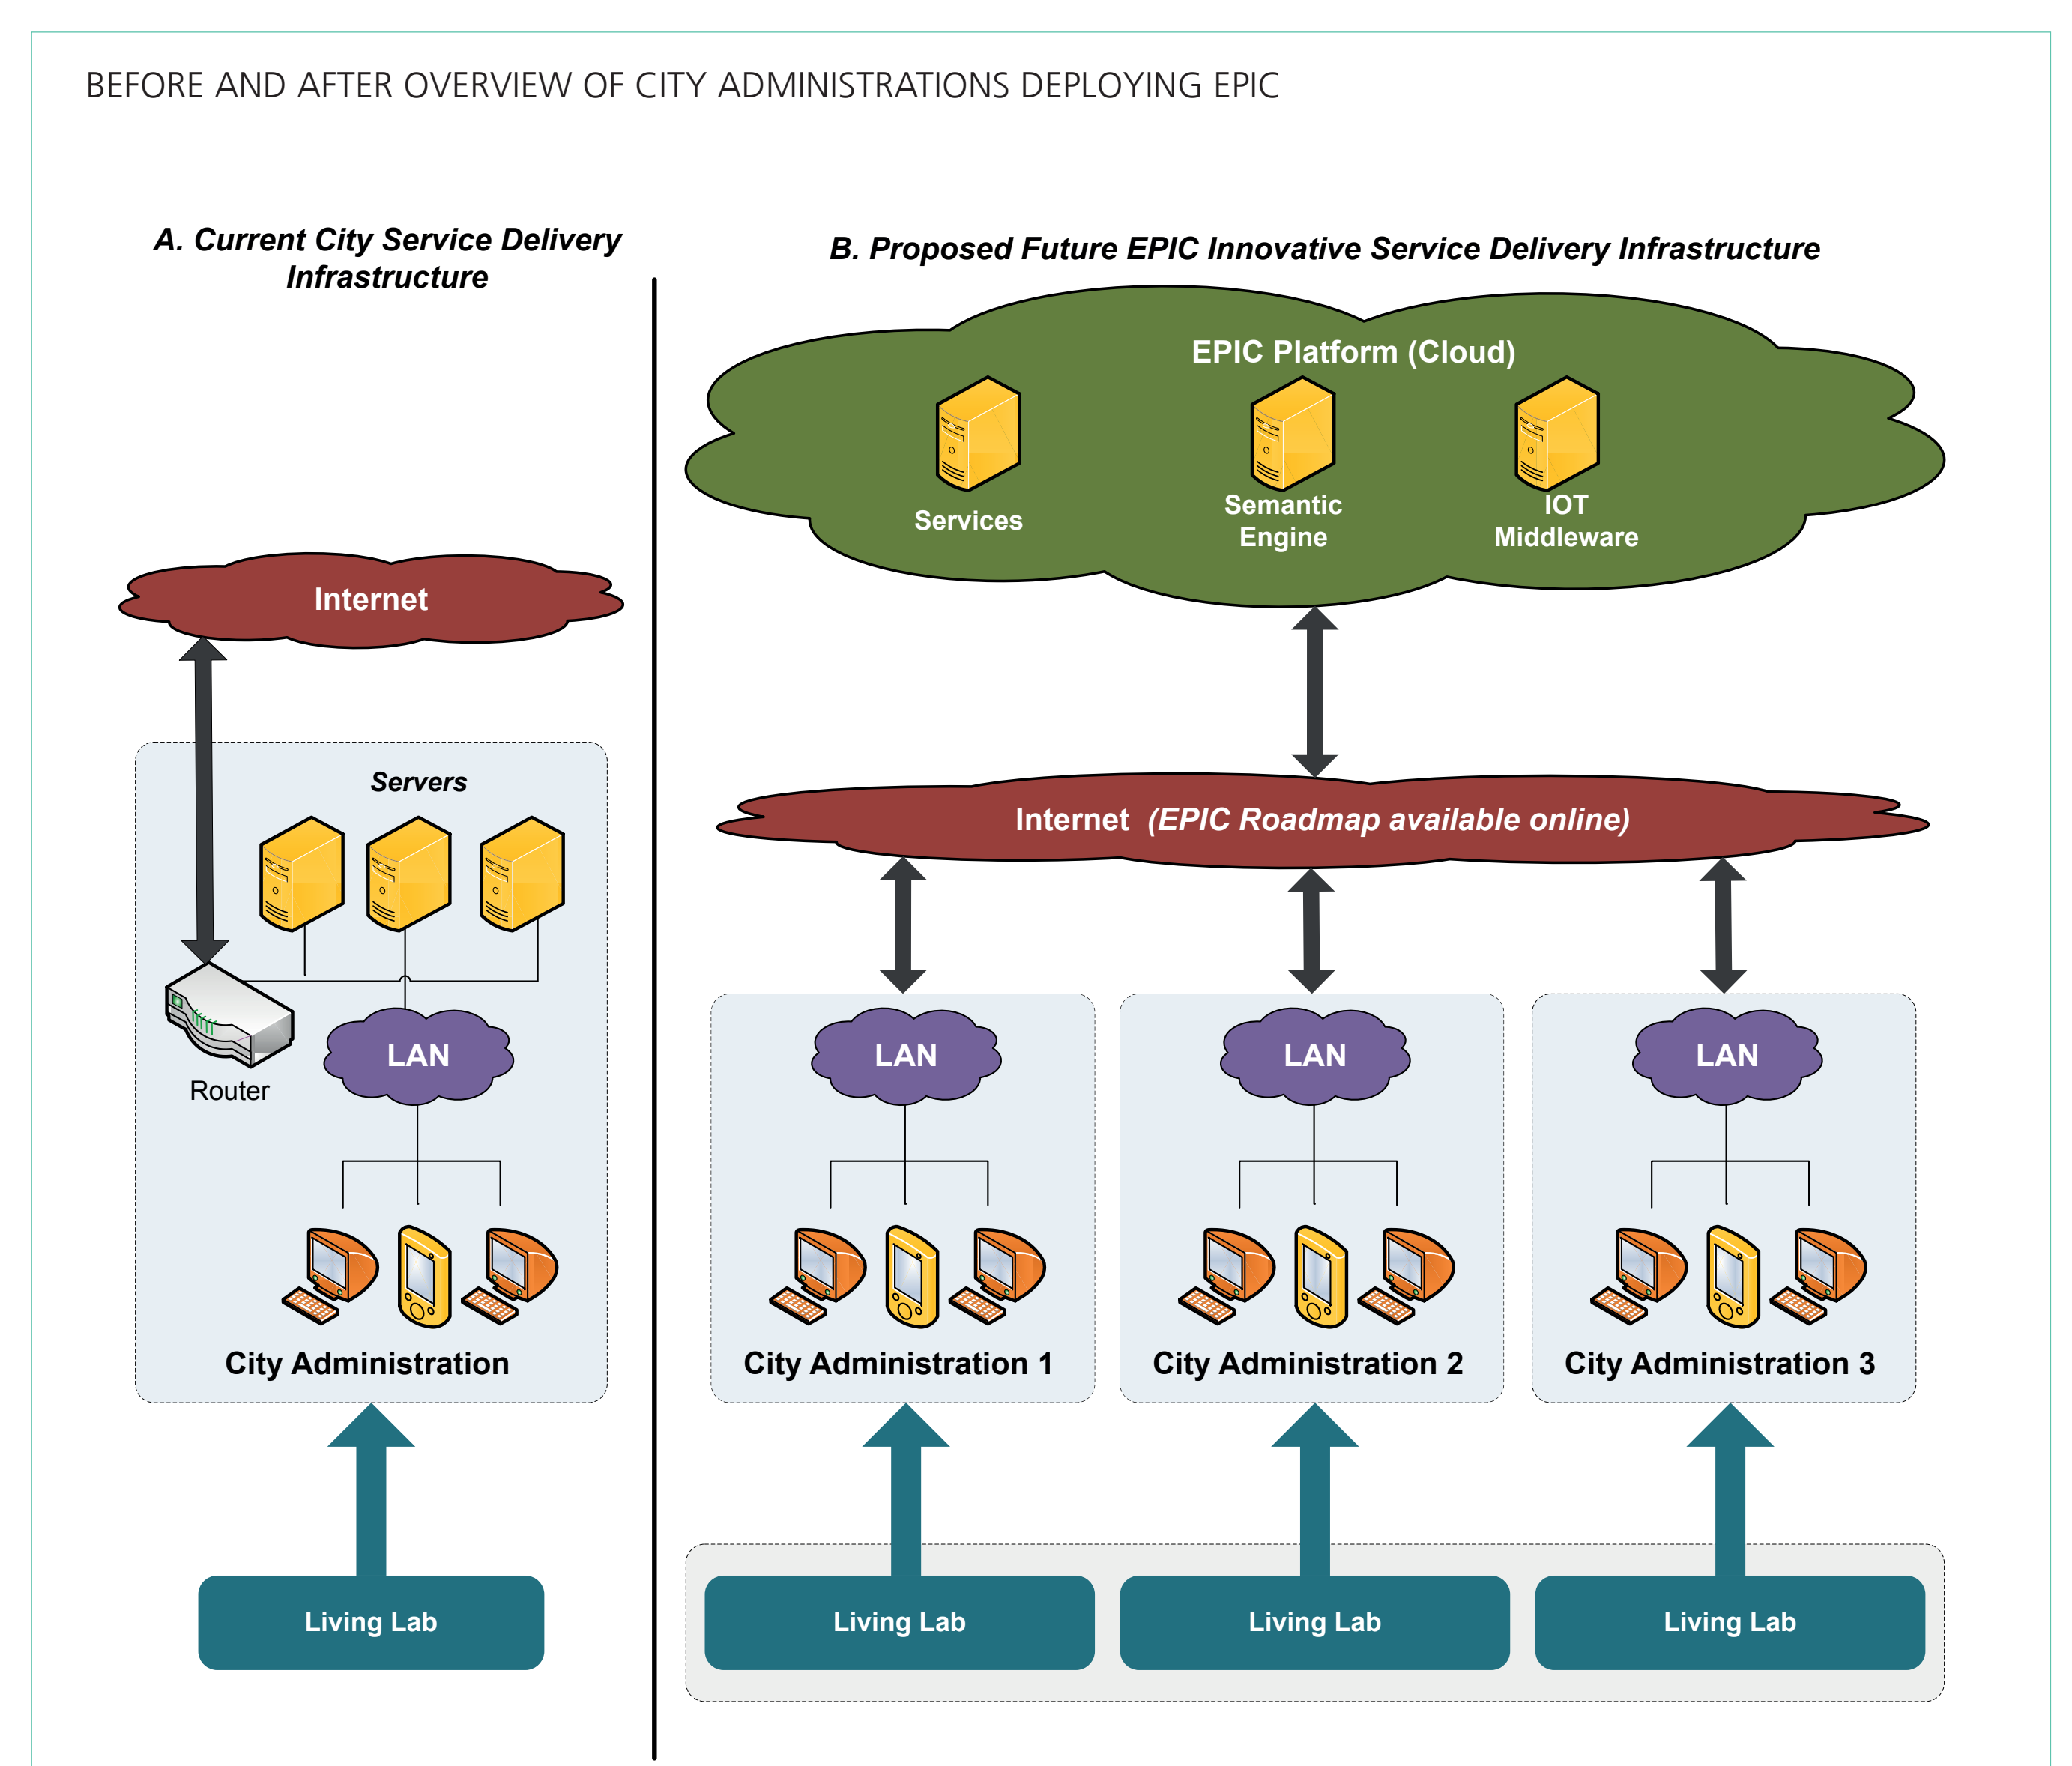 BEFORE AND AFTER OVERVIEW OF CITY ADMINISTRATIONS DEPLOYING EPIC
A. Current City Service Delivery
Infrastructure
Internet
Servers
Router
LAN
City Administration
Living Lab
B. Proposed Future EPIC Innovative Service Delivery Infrastructure
EPIC Platform (Cloud)
Services
Semantic
Engine
IOT
Middleware
Internet (EPIC Roadmap available online)
LAN
LAN
LAN
City Administration 1
City Administration 2
City Administration 3
Living Lab
Living Lab
Living Lab